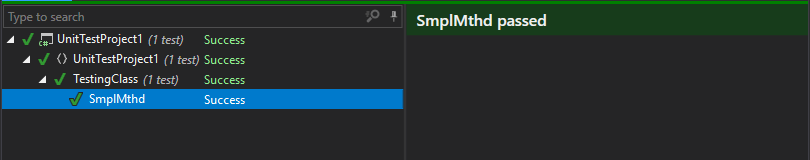 Type to search
UnitTestProject1 (1 test) Success
UnitTestProject1 (1 test) Success
TestingClass (1 test) Success
SmplMthd Success
SmplMthd passed